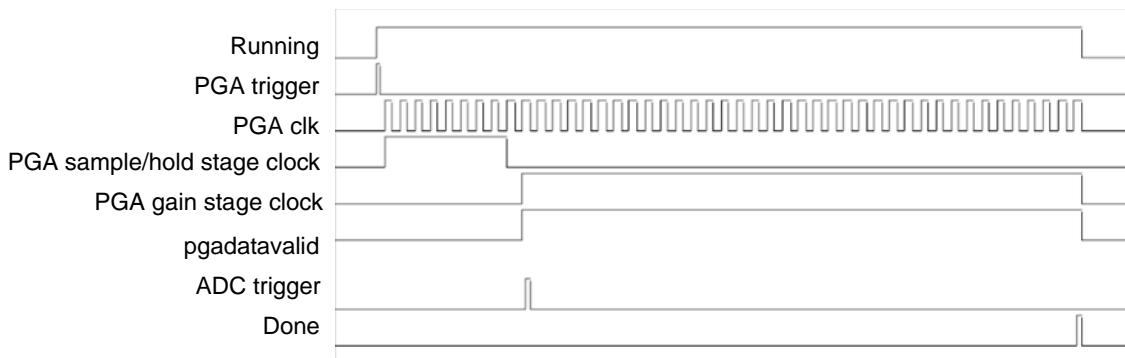 Running
PGA trigger
PGA clk
PGA sample/hold stage clock
PGA gain stage clock
pgadatavalid
ADC trigger
Done